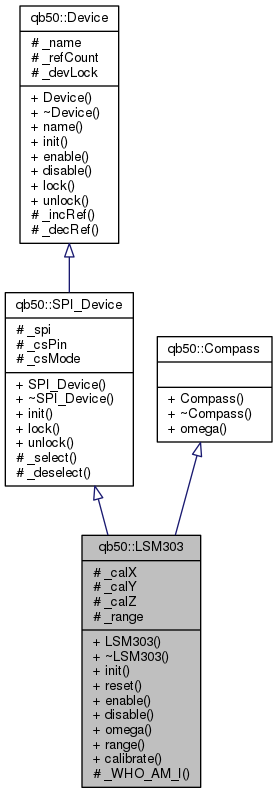 qb50::Device
# _name
# _refCount
# _devLock
+ Device()
+ ~Device()
+ name()
+ init()
+ enable()
+ disable()
+ lock()
+ unlock()
# _incRef()
# _decRef()
qb50::SPI_Device
# _spi
# _csPin
# _csMode
+ SPI_Device()
+ ~SPI_Device()
+ init()
+ lock()
+ unlock()
# _select()
# _deselect()
qb50::Compass
+ Compass()
+ ~Compass()
+ omega()
qb50::LSM303
# _calX
# _calY
# _calZ
# _range
+ LSM303()
+ ~LSM303()
+ init()
+ reset()
+ enable()
+ disable()
+ omega()
+ range()
+ calibrate()
# _WHO_AM_I()